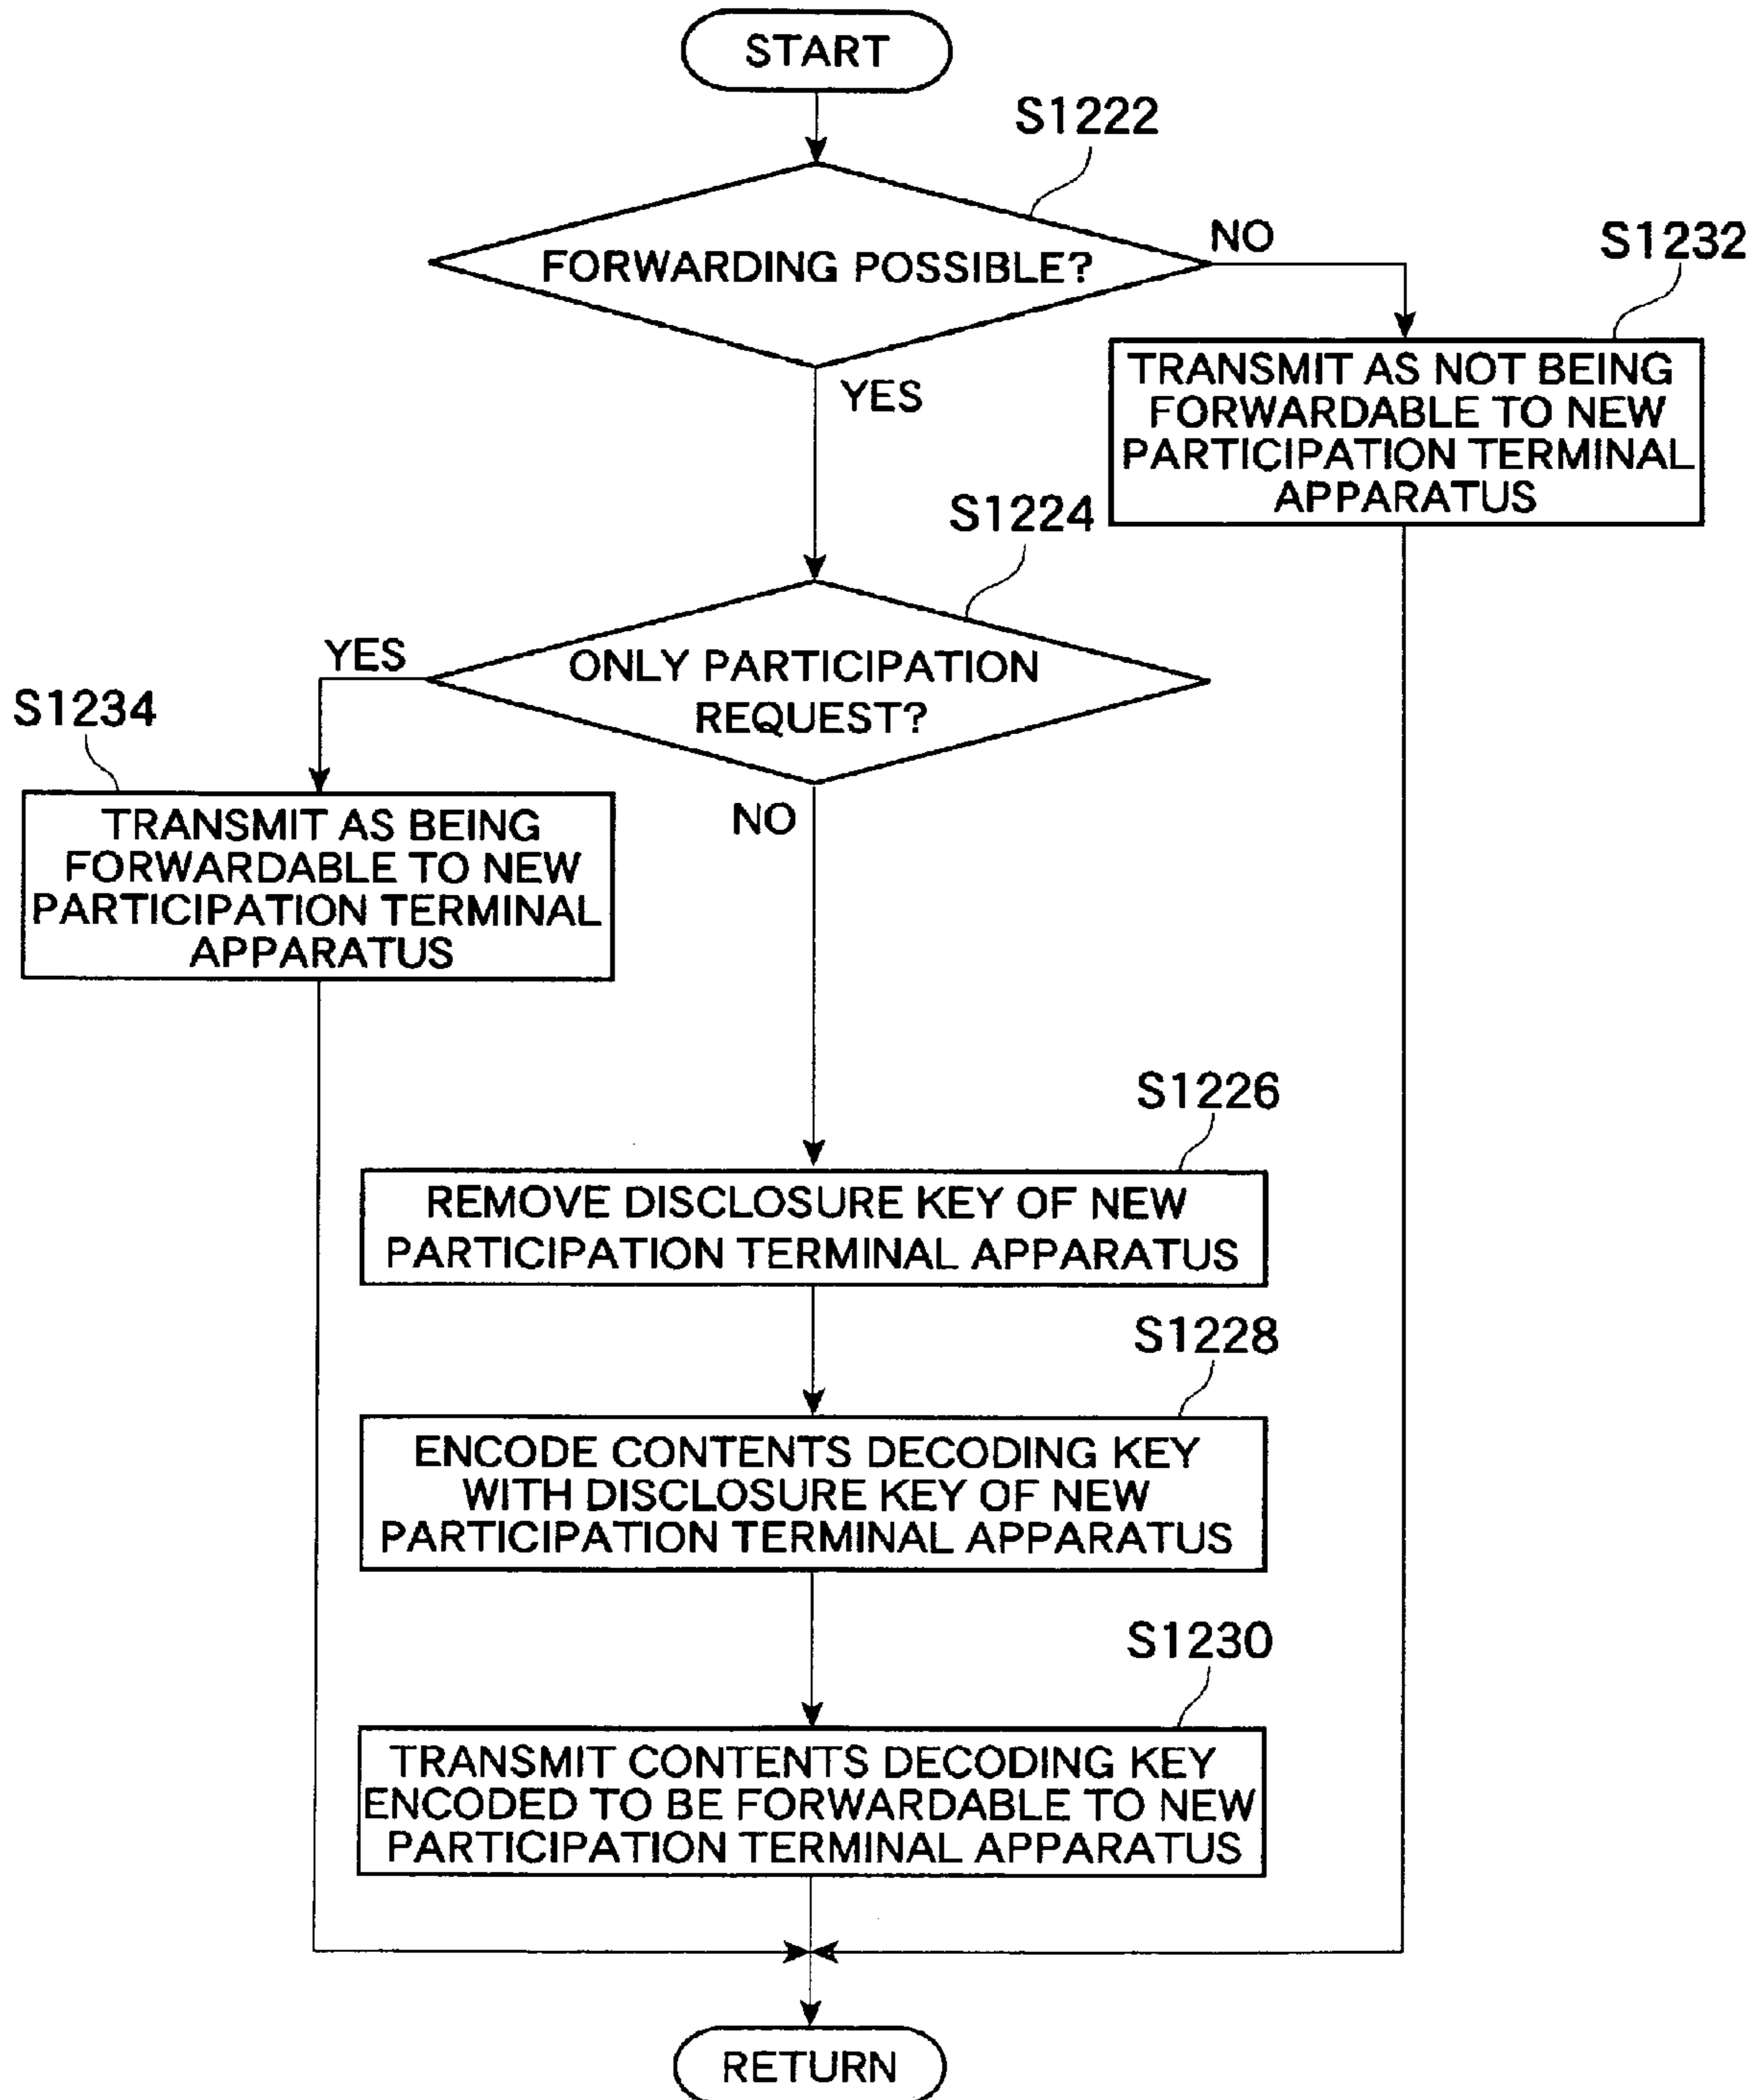 START
S1222
FORWARDING POSSIBLE?
NO
S1232
TRANSMIT AS NOT BEING
FORWARDABLE TO NEW
PARTICIPATION TERMINAL
APPARATUS
YES
S1224
ONLY PARTICIPATION
REQUEST?
YES
S1234
TRANSMIT AS BEING
FORWARDABLE TO NEW
PARTICIPATION TERMINAL
APPARATUS
NO
S1226
REMOVE DISCLOSURE KEY OF NEW
PARTICIPATION TERMINAL APPARATUS
S1228
ENCODE CONTENTS DECODING KEY
WITH DISCLOSURE KEY OF NEW
PARTICIPATION TERMINAL APPARATUS
S1230
TRANSMIT CONTENTS DECODING KEY
ENCODED TO BE FORWARDABLE TO NEW
PARTICIPATION TERMINAL APPARATUS
RETURN